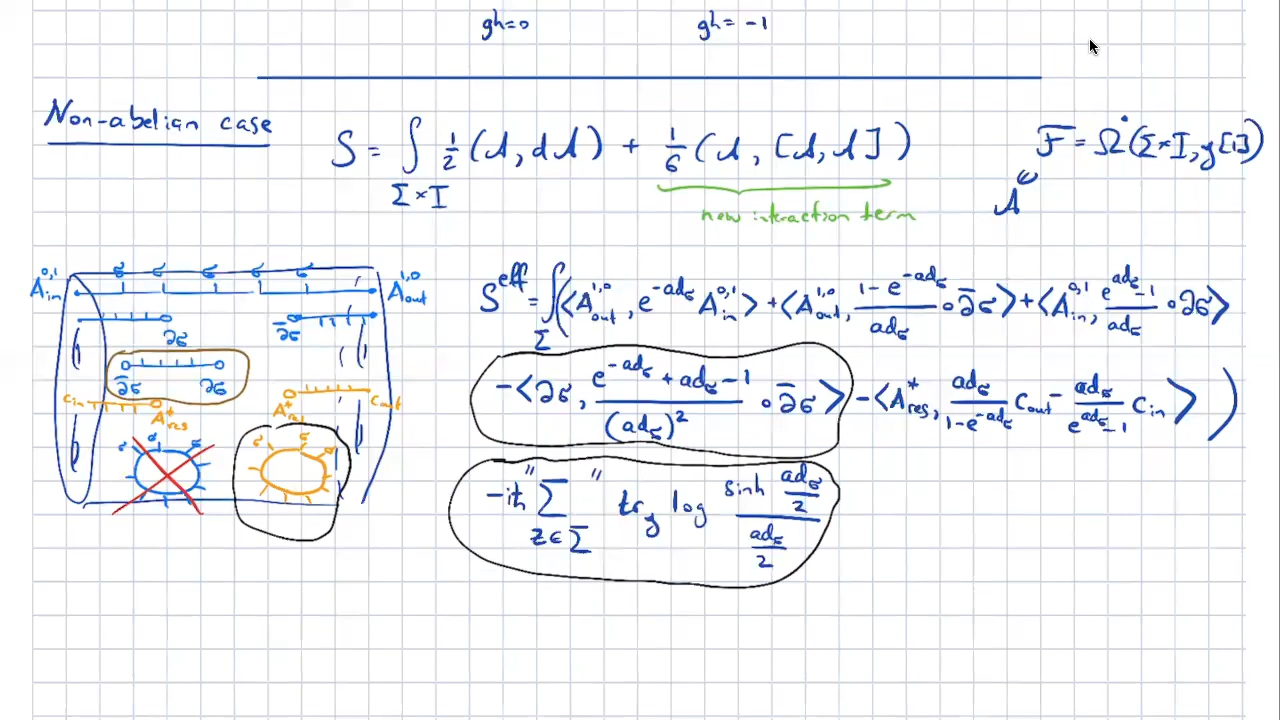 gh=0 gh=-1
Non-abelian case
S = ∫_{Σ×I} ½(𝒜, d𝒜) + 1/6 (𝒜, [𝒜,𝒜])
ℱ = Ω^•(Σ×I, g[1])
𝒜
new interaction term
A_in^{0,1} A_out^{1,0}
S^eff = ∫_Σ (⟨A_out^{1,0}, e^{-ad_σ} A_in^{0,1}⟩ + ⟨A_out^{1,0}, (1-e^{-ad_σ})/ad_σ ∘ ∂̄σ⟩ + ⟨A_in^{0,1}, (e^{ad_σ}-1)/ad_σ ∘ ∂σ⟩
-⟨∂σ, (e^{-ad_σ} + ad_σ - 1)/(ad_σ)² ∘ ∂̄σ⟩ - ⟨A*_res, ad_σ/(1-e^{-ad_σ}) C_out - ad_σ/(e^{ad_σ}-1) C_in⟩)
-iħ "Σ_{z∈Σ}" tr_g log (sinh (ad_σ/2))/(ad_σ/2)
σ σ σ σ σ
∂σ ∂̄σ
∂̄σ ∂σ
C_in A*_res A*_res C_out
σ σ σ σ σ